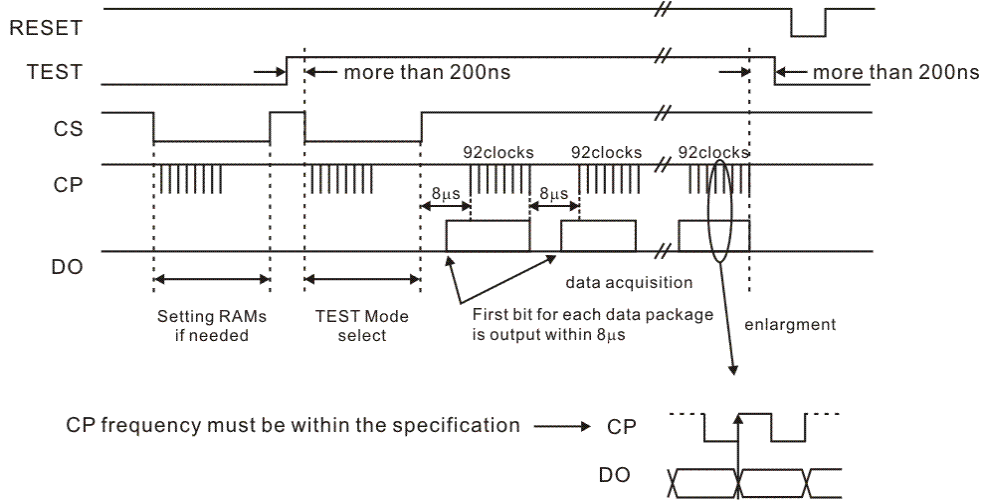 RESET
TEST
more than 200ns
more than 200ns
CS
92clocks
92clocks
92clocks
CP
8μs
8μs
DO
data acquisition
Setting RAMs
if needed
TEST Mode
select
First bit for each data package
is output within 8μs
enlargment
CP frequency must be within the specification
CP
DO